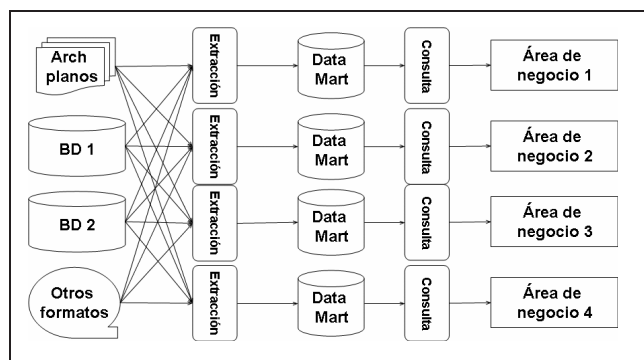 Arch
planos
Extracción
Data
Mart
Consulta
Área de
negocio 1
BD 1
Extracción
Data
Mart
Consulta
Área de
negocio 2
BD 2
Extracción
Data
Mart
Consulta
Área de
negocio 3
Otros
formatos
Extracción
Data
Mart
Consulta
Área de
negocio 4